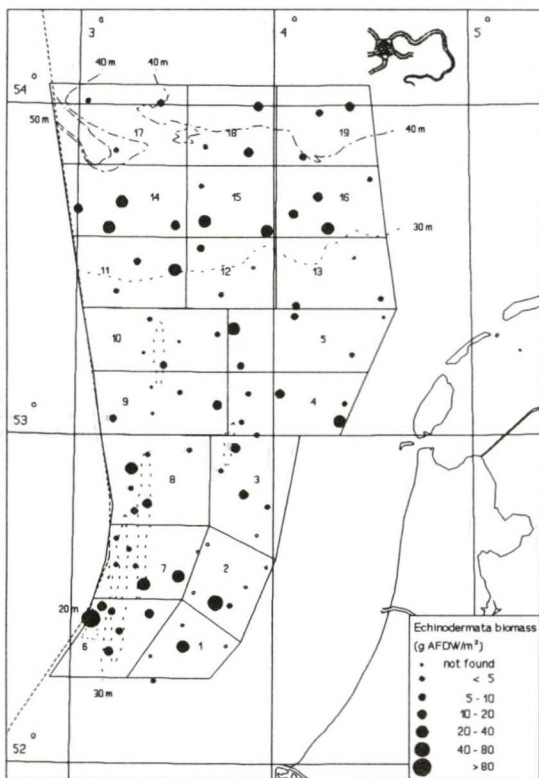 3° 4° 5°
40 m 40 m
54°
50 m
17 18 19 40 m
14 15 16
30 m
11 12 13
10 5
9 4
53°
8 3
7 2
20 m
6 1
30 m
52°
Echinodermata biomass
(g AFDW/m²)
not found
< 5
5 - 10
10 - 20
20 - 40
40 - 80
> 80